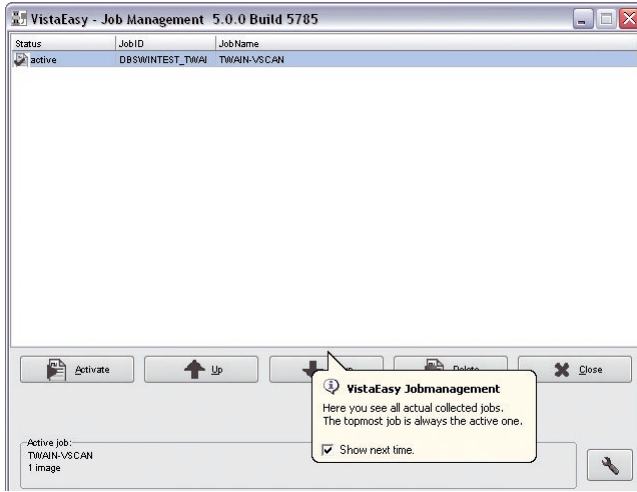 VistaEasy - Job Management 5.0.0 Build 5785
Status JobID JobName
active DBSWINTEST_TWAI TWAIN-VSCAN
Activate Up Delete Close
VistaEasy Jobmanagement
Here you see all actual collected jobs.
The topmost job is always the active one.
Show next time.
Active job:
TWAIN-VSCAN
1 image